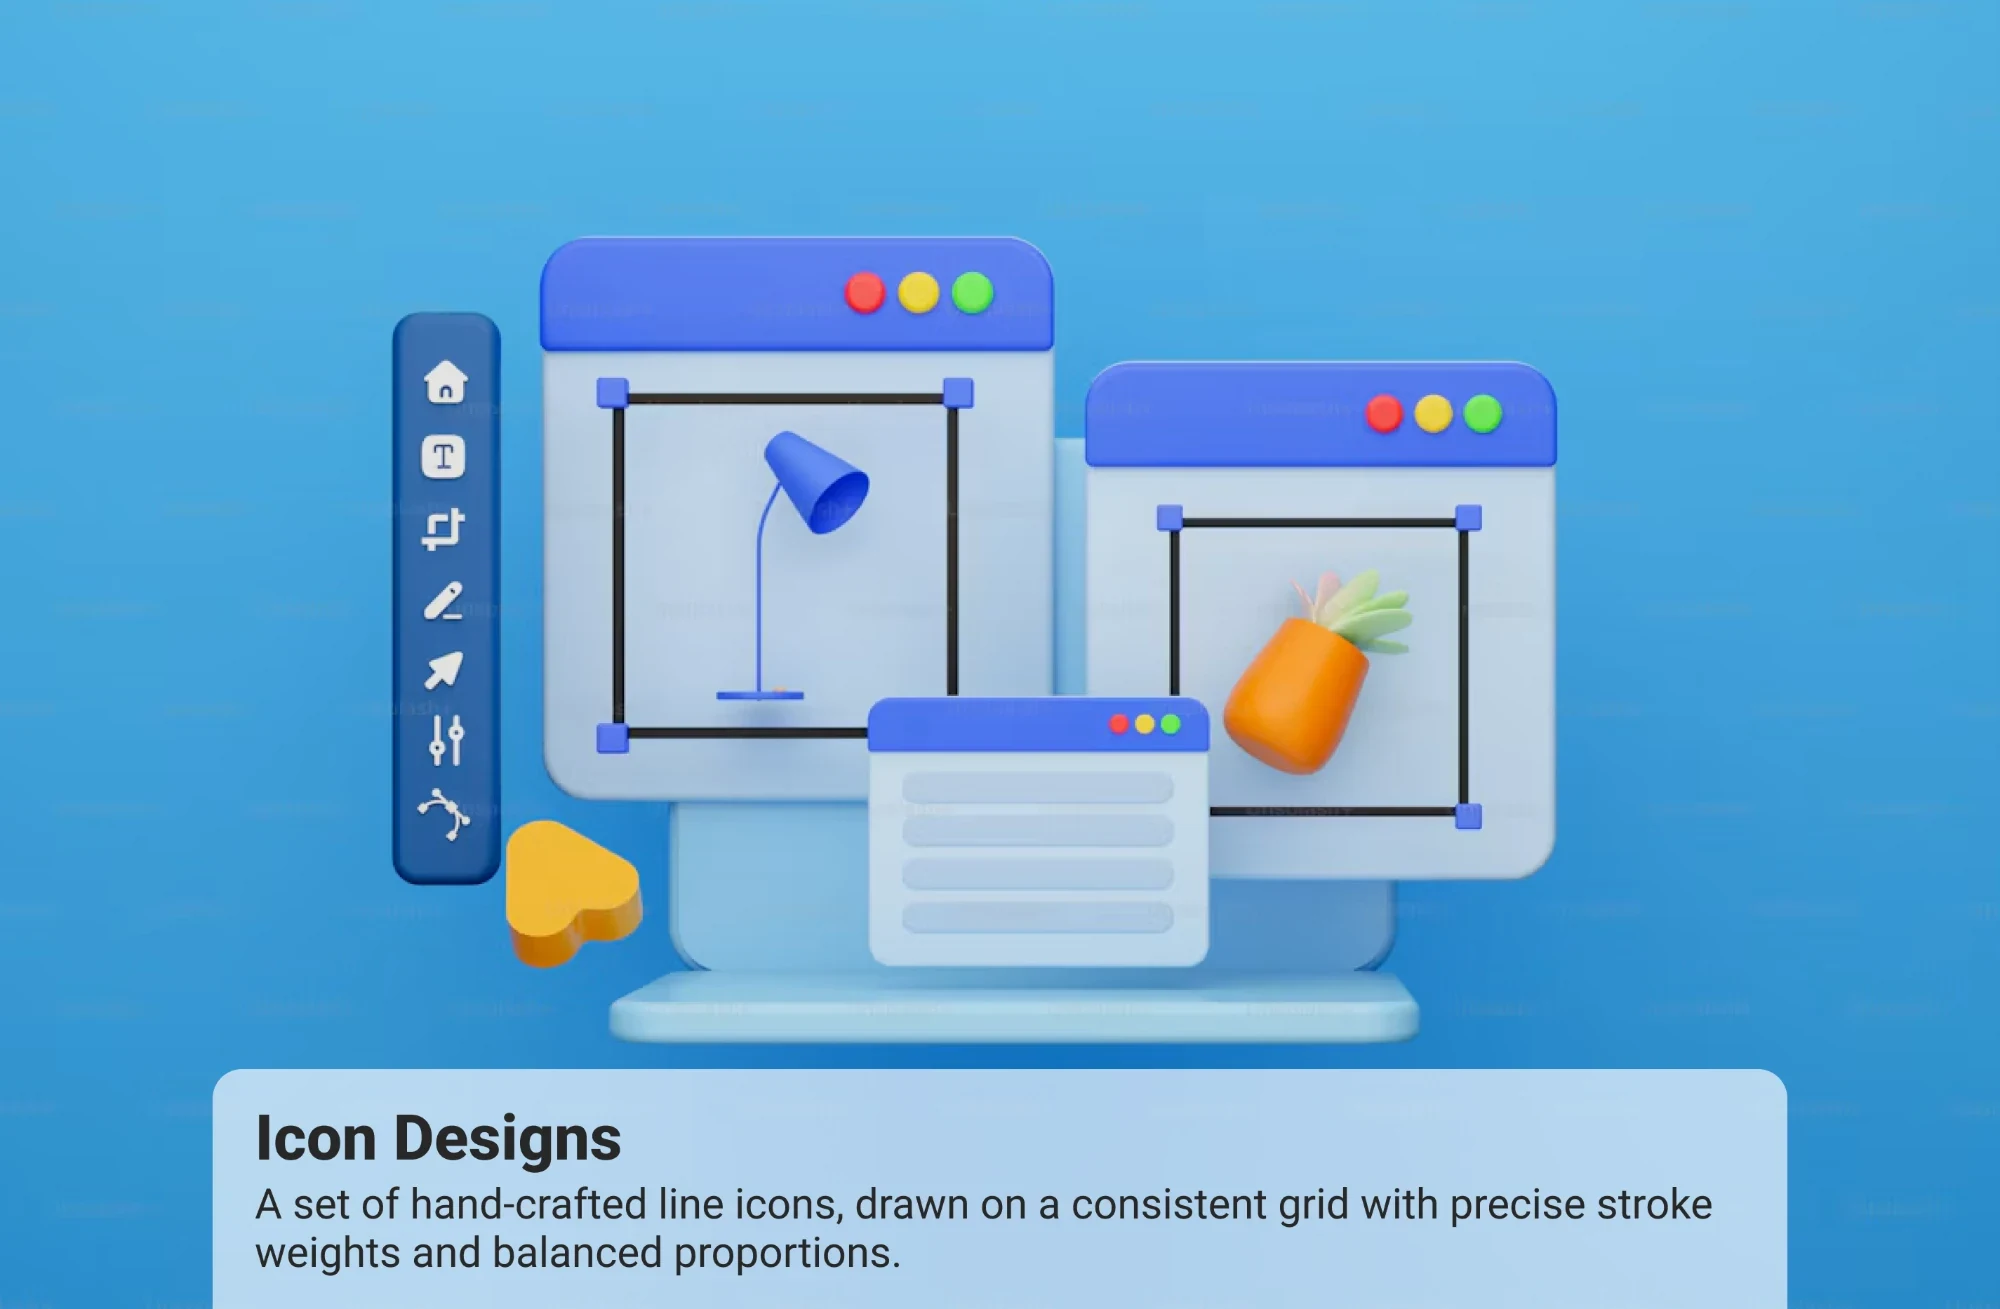 T
Icon Designs
A set of hand-crafted line icons, drawn on a consistent grid with precise stroke
weights and balanced proportions.